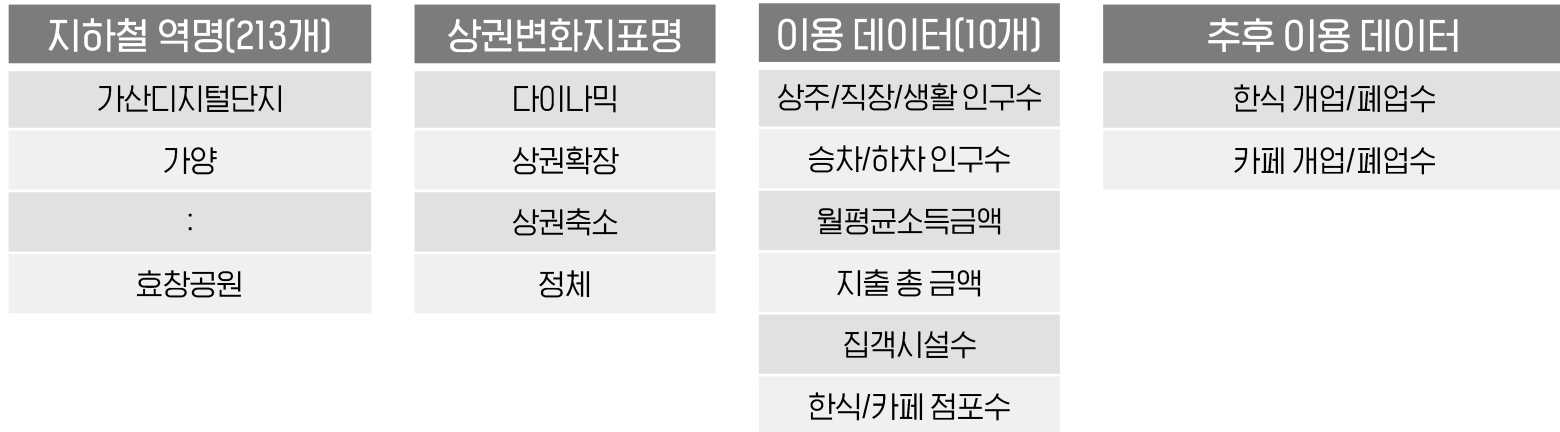 지하철 역명(213개)
가산디지털단지
가양
:
효창공원
상권변화지표명
다이나믹
상권확장
상권축소
정체
이용 데이터(10개)
상주/직장/생활 인구수
승차/하차 인구수
월평균소득금액
지출 총 금액
집객시설수
한식/카페 점포수
추후 이용 데이터
한식 개업/폐업수
카페 개업/폐업수